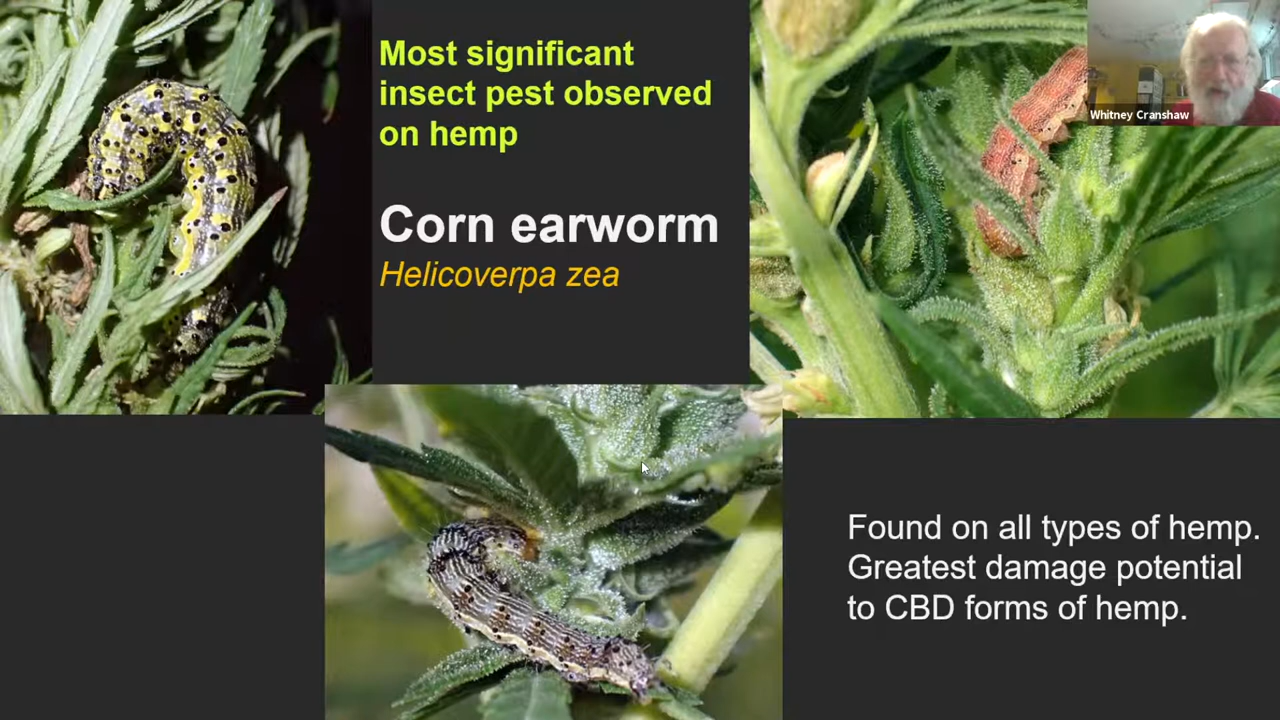 Most significant
insect pest observed
on hemp
Corn earworm
Helicoverpa zea
Whitney Cranshaw
Found on all types of hemp.
Greatest damage potential
to CBD forms of hemp.